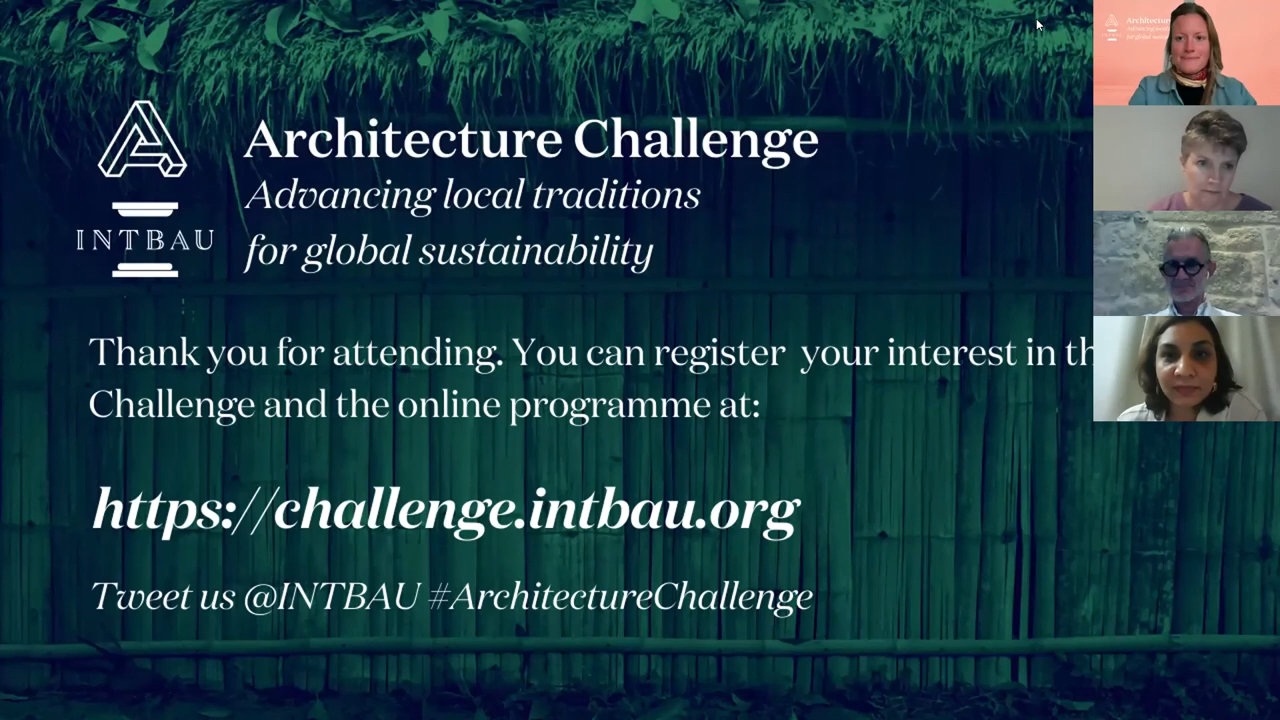 Architecture Challenge
Advancing local traditions
for global sustainability
INTBAU
Thank you for attending. You can register your interest in th
Challenge and the online programme at:
https://challenge.intbau.org
Tweet us @INTBAU #ArchitectureChallenge